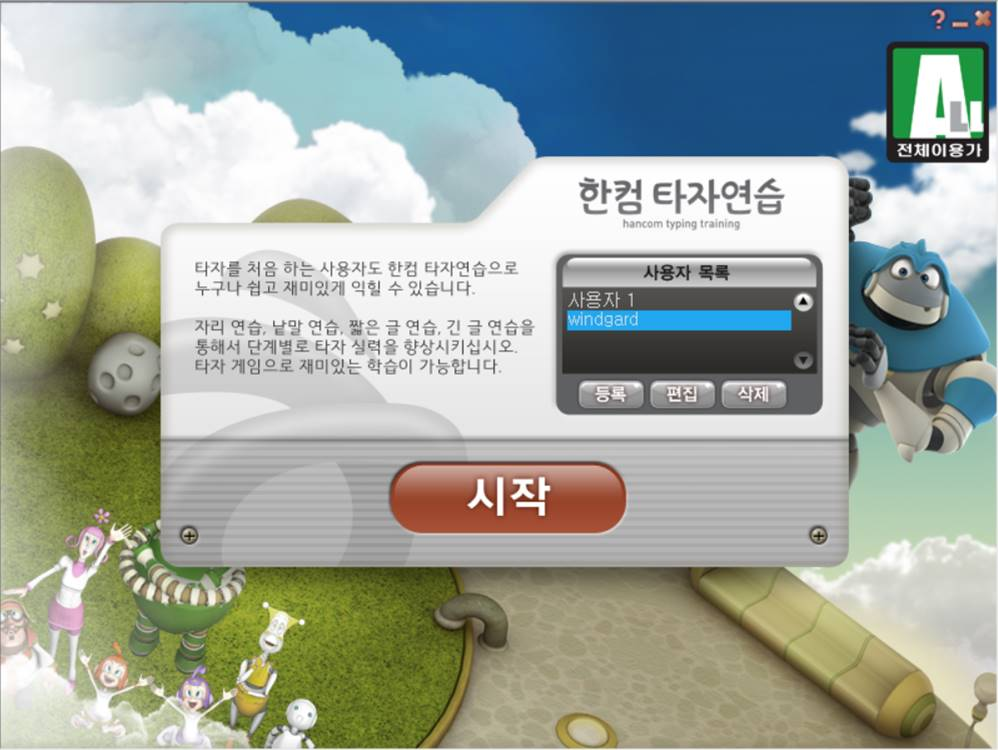 ?
ALL
전체이용가
한컴 타자연습
hancom typing training
타자를 처음 하는 사용자도 한컴 타자연습으로
누구나 쉽고 재미있게 익힐 수 있습니다.
자리 연습, 낱말 연습, 짧은 글 연습, 긴 글 연습을
통해서 단계별로 타자 실력을 향상시키십시오.
타자 게임으로 재미있는 학습이 가능합니다.
사용자 목록
사용자 1
windgard
등록 편집 삭제
시작